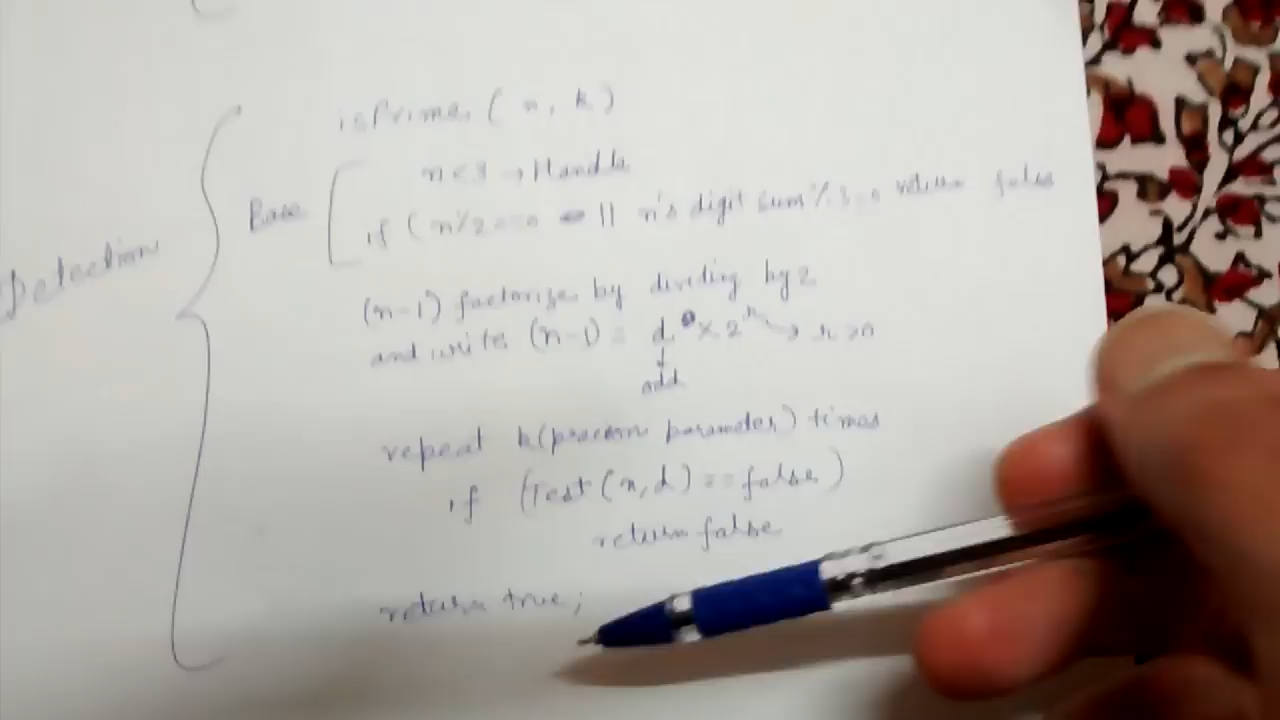 isPrime ( n, k )
n<3 → Handle
Base
if ( n%2==0 || n's digit sum%3=0 return false
Detection
(n-1) factorize by dividing by 2
and write (n-1) = d × 2^r → r>0
↓
odd
repeat k( parameter) times
if (Test(n,d)==false)
return false
return true;